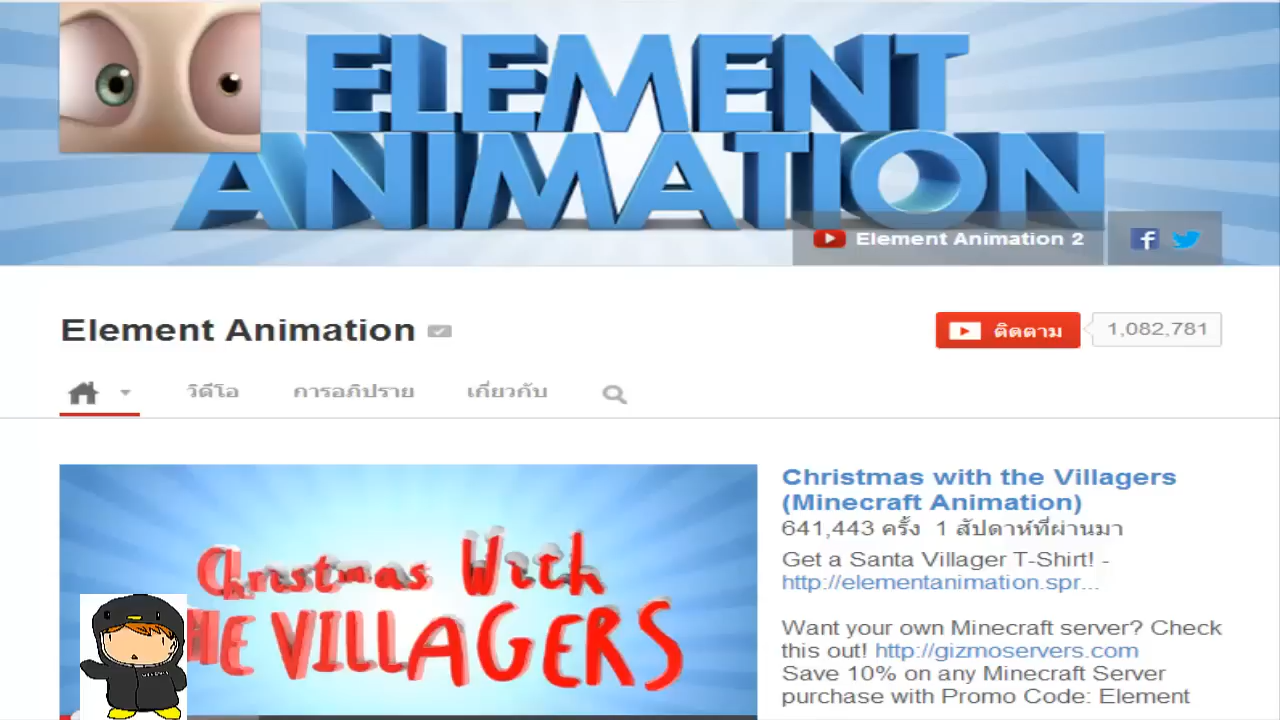 ELEMENT
ANIMATION
Element Animation 2
Element Animation
ติดตาม
1,082,781
วิดีโอ
การอภิปราย
เกี่ยวกับ
Christmas With
THE VILLAGERS
Christmas with the Villagers
(Minecraft Animation)
641,443 ครั้ง 1 สัปดาห์ที่ผ่านมา
Get a Santa Villager T-Shirt! -
http://elementanimation.spr...
Want your own Minecraft server? Check
this out! http://gizmoservers.com
Save 10% on any Minecraft Server
purchase with Promo Code: Element